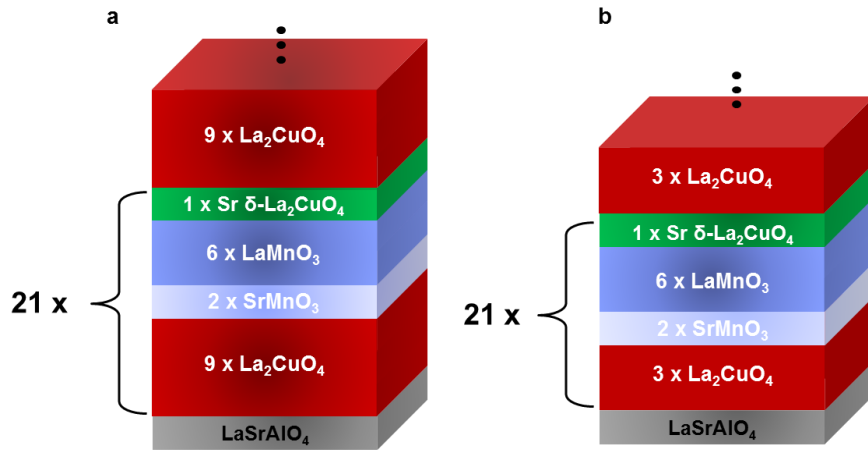 a
9 x La₂CuO₄
1 x Sr δ-La₂CuO₄
6 x LaMnO₃
21 x
2 x SrMnO₃
9 x La₂CuO₄
LaSrAlO₄
b
3 x La₂CuO₄
1 x Sr δ-La₂CuO₄
6 x LaMnO₃
21 x
2 x SrMnO₃
3 x La₂CuO₄
LaSrAlO₄